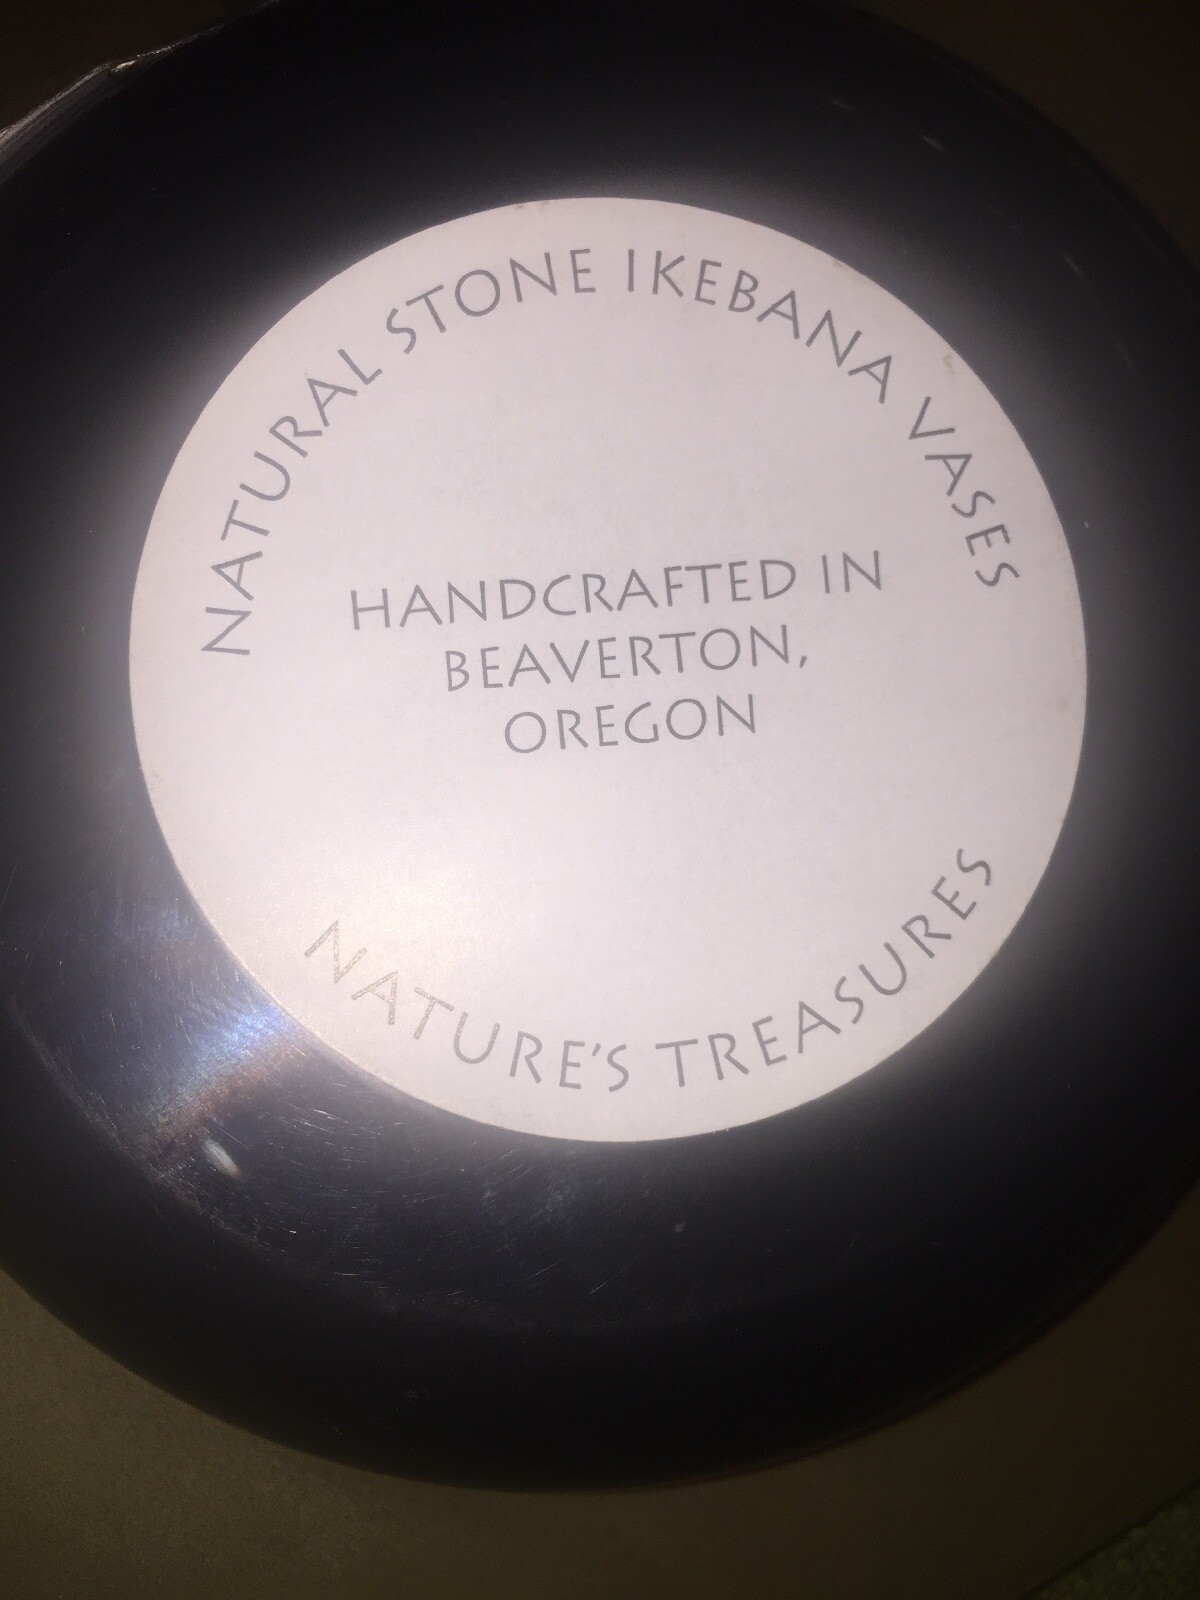 NATURAL STONE IKEBANA VASES
HANDCRAFTED IN
BEAVERTON,
OREGON
NATURE'S TREASURES